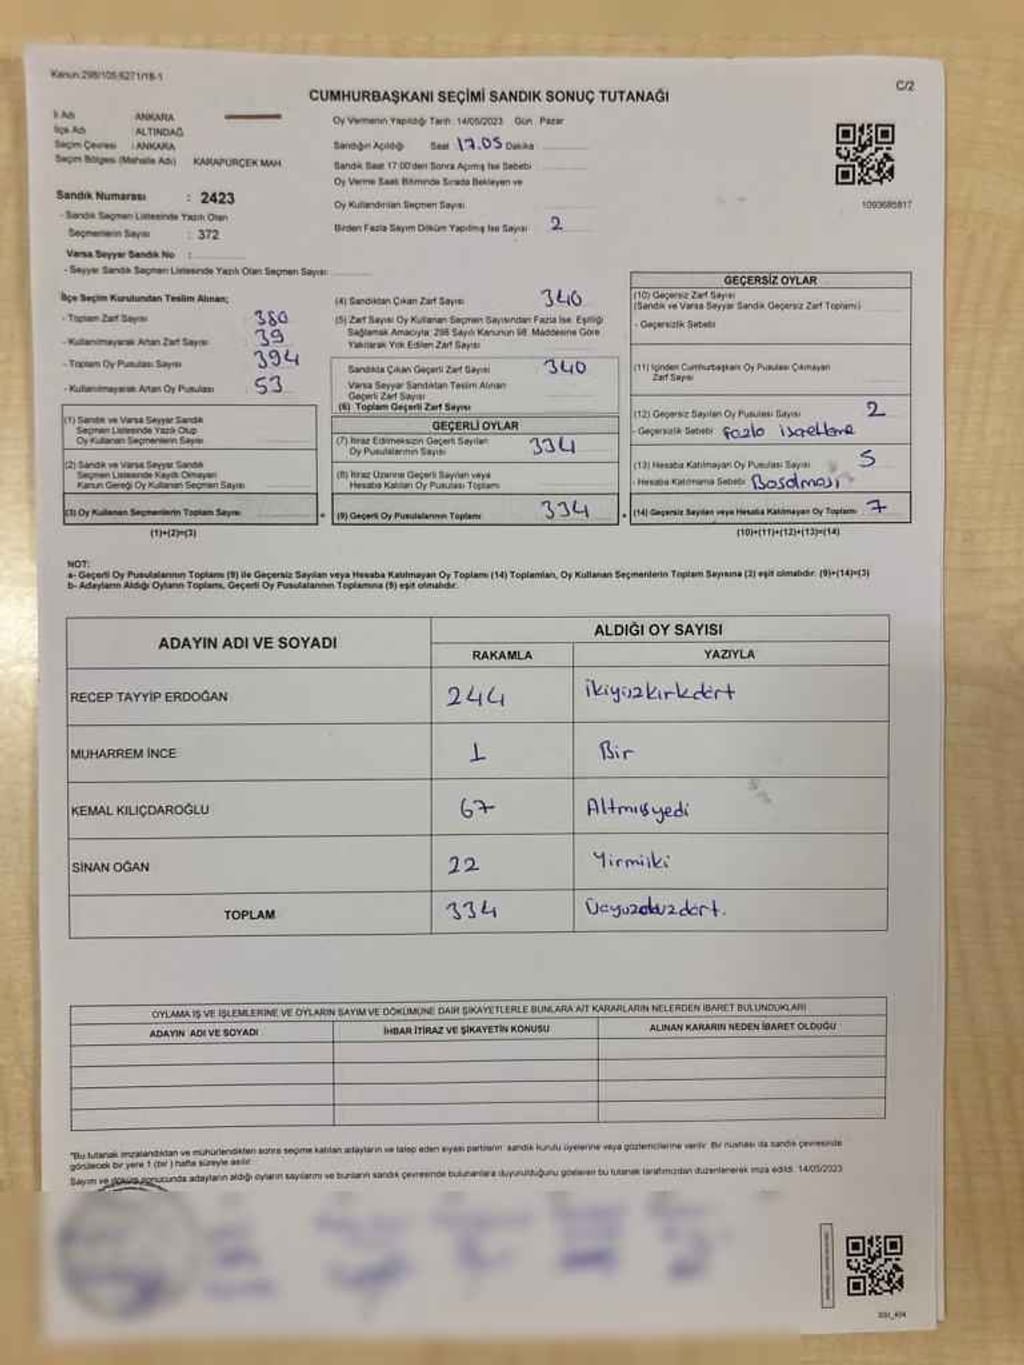 Kanun:298/105,6271/18-1
C/2
CUMHURBAŞKANI SEÇİMİ SANDIK SONUÇ TUTANAĞI
İl Adı ANKARA
İlçe Adı ALTINDAĞ
Seçim Çevresi : ANKARA
Seçim Bölgesi (Mahalle Adı) KARAPÜRÇEK MAH.
Sandık Numarası : 2423
- Sandık Seçmen Listesinde Yazılı Olan
Seçmenlerin Sayısı : 372
Varsa Seyyar Sandık No :
- Seyyar Sandık Seçmen Listesinde Yazılı Olan Seçmen Sayısı
Oy Vermenin Yapıldığı Tarih: 14/05/2023 Gün : Pazar
Sandığın Açıldığı Saat 17.05 Dakika
Sandık Saat 17:00'den Sonra Açılmış İse Sebebi
Oy Verme Saati Bitiminde Sırada Bekleyen ve
Oy Kullandırılan Seçmen Sayısı
Birden Fazla Sayım Döküm Yapılmış İse Sayısı 2
1093685817
İlçe Seçim Kurulundan Teslim Alınan;
- Toplam Zarf Sayısı 380
- Kullanılmayarak Artan Zarf Sayısı 39
- Toplam Oy Pusulası Sayısı 394
- Kullanılmayarak Artan Oy Pusulası 53
(1) Sandık ve Varsa Seyyar Sandık
Seçmen Listesinde Yazılı Olup
Oy Kullanan Seçmenlerin Sayısı
(2) Sandık ve Varsa Seyyar Sandık
Seçmen Listesinde Kaydı Olmayan
Kanun Gereği Oy Kullanan Seçmen Sayısı
(3) Oy Kullanan Seçmenlerin Toplam Sayısı
(1)+(2)=(3)
(4) Sandıktan Çıkan Zarf Sayısı 340
(5) Zarf Sayısı Oy Kullanan Seçmen Sayısından Fazla İse, Eşitliği
Sağlamak Amacıyla; 298 Sayılı Kanunun 98. Maddesine Göre
Yakılarak Yok Edilen Zarf Sayısı
Sandıkta Çıkan Geçerli Zarf Sayısı 340
Varsa Seyyar Sandıktan Teslim Alınan
Geçerli Zarf Sayısı
(6) Toplam Geçerli Zarf Sayısı
GEÇERLİ OYLAR
(7) İtiraz Edilmeksizin Geçerli Sayılan
Oy Pusulasının Sayısı 334
(8) İtiraz Üzerine Geçerli Sayılan veya
Hesaba Katılan Oy Pusulası Toplamı
= (9) Geçerli Oy Pusulalarının Toplamı 334
GEÇERSİZ OYLAR
(10) Geçersiz Zarf Sayısı
(Sandık ve Varsa Seyyar Sandık Geçersiz Zarf Toplamı)
- Geçersizlik Sebebi
(11) İçinden Cumhurbaşkanı Oy Pusulası Çıkmayan
Zarf Sayısı
(12) Geçersiz Sayılan Oy Pusulası Sayısı 2
- Geçersizlik Sebebi fazla işaretleme
(13) Hesaba Katılmayan Oy Pusulası Sayısı 5
- Hesaba Katılmama Sebebi
+ (14) Geçersiz Sayılan veya Hesaba Katılmayan Oy Toplamı 7
(10)+(11)+(12)+(13)=(14)
NOT:
a- Geçerli Oy Pusulalarının Toplamı (9) ile Geçersiz Sayılan veya Hesaba Katılmayan Oy Toplamı (14) Toplamları, Oy Kullanan Seçmenlerin Toplam Sayısına (3) eşit olmalıdır. (9)+(14)=(3)
b- Adayların Aldığı Oyların Toplamı, Geçerli Oy Pusulalarının Toplamına (9) eşit olmalıdır.
ADAYIN ADI VE SOYADI ALDIĞI OY SAYISI
RAKAMLA YAZIYLA
RECEP TAYYİP ERDOĞAN 244 ikiyüzkırkdört
MUHARREM İNCE 1 Bir
KEMAL KILIÇDAROĞLU 67 Altmışyedi
SİNAN OĞAN 22 Yirmiiki
TOPLAM 334 Üçyüzotuzdört.
OYLAMA İŞ VE İŞLEMLERİNE VE OYLARIN SAYIM VE DÖKÜMÜNE DAİR ŞİKAYETLERLE BUNLARA AİT KARARLARIN NELERDEN İBARET BULUNDUKLARI
ADAYIN ADI VE SOYADI İHBAR İTİRAZ VE ŞİKAYETİN KONUSU ALINAN KARARIN NEDEN İBARET OLDUĞU
*Bu tutanak imzalandıktan ve mühürlendikten sonra seçime katılan adayların ve talep eden siyasi partilerin sandık kurulu üyelerine veya gözlemcilerine verilir. Bir nüshası da sandık çevresinde
görülecek bir yere 1 (bir) hafta süreyle asılır.
Sayım ve döküm sonucunda adayların aldığı oyların sayılarını ve bunların sandık çevresinde bulunanlara duyurulduğunu gösteren bu tutanak tarafımızdan düzenlenerek imza edildi. 14/05/2023